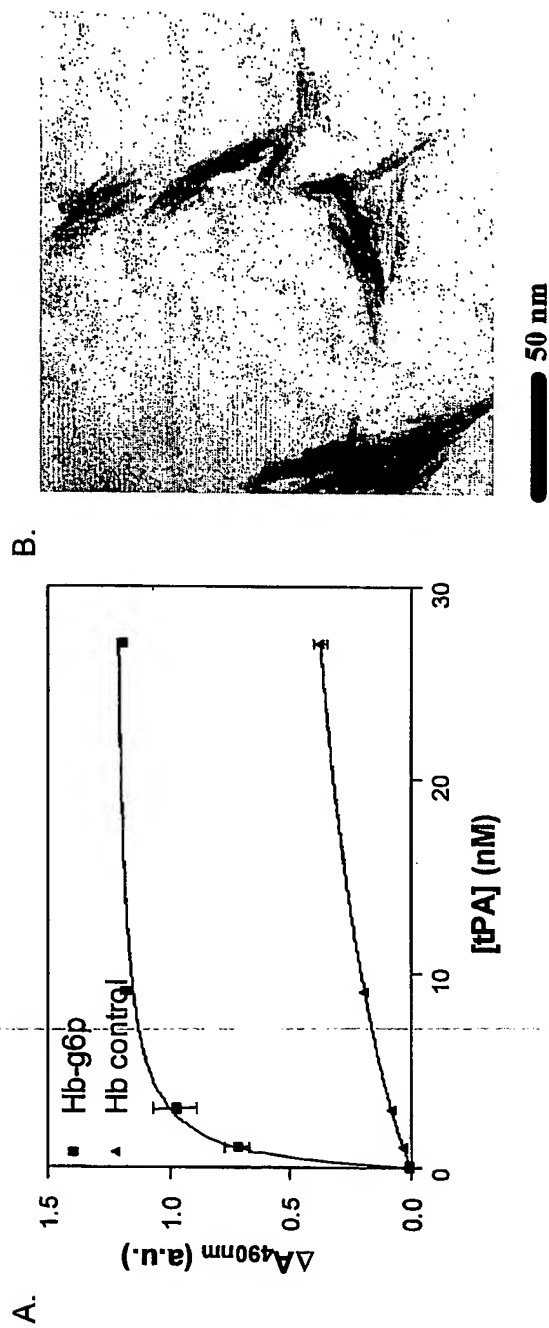 A.
1.5
1.0
0.5
0.0
ΔA490nm (a.u.)
■ Hb-g6p
▲ Hb control
0
10
20
30
[tPA] (nM)
B.
50 nm